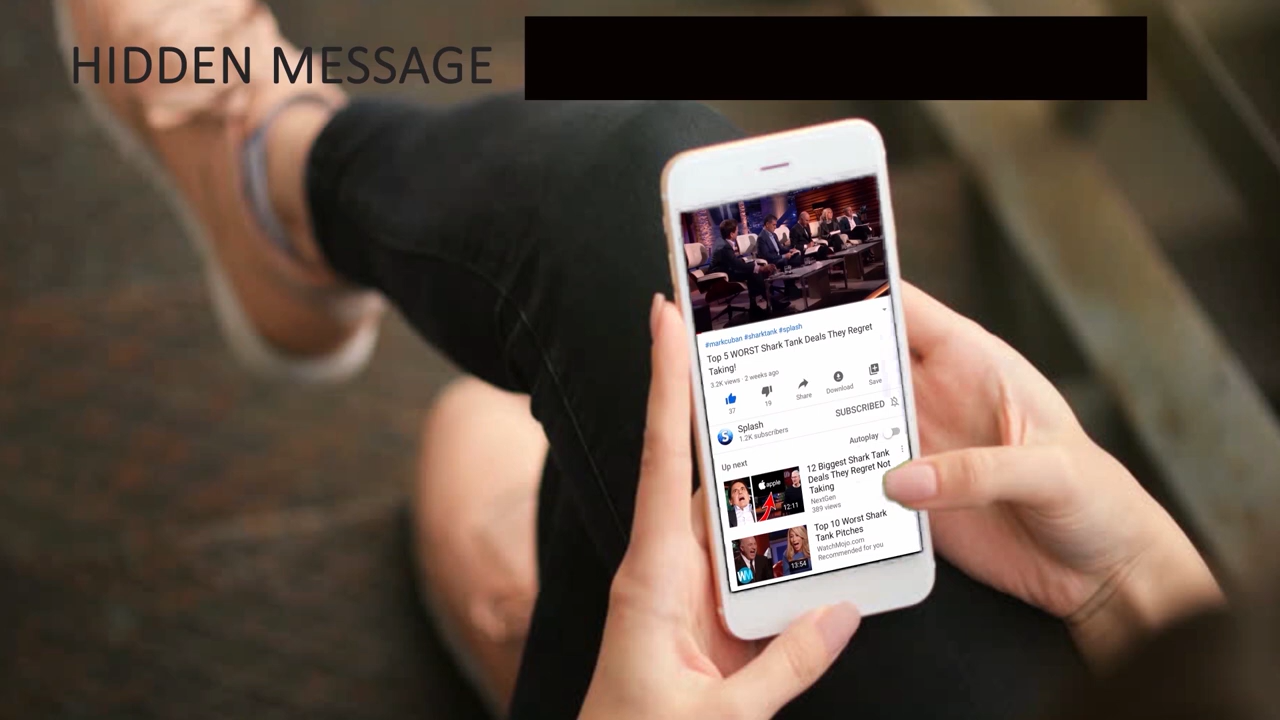 HIDDEN MESSAGE
#markcuban #sharktank #splash
Top 5 WORST Shark Tank Deals They Regret
Taking!
3.2K views · 2 weeks ago
37
19
Share
Download
Save
Splash
1.2K subscribers
SUBSCRIBED
Autoplay
Up next
apple
12:11
12 Biggest Shark Tank
Deals They Regret Not
Taking
NextGen
389 views
WM
13:54
Top 10 Worst Shark
Tank Pitches
WatchMojo.com
Recommended for you